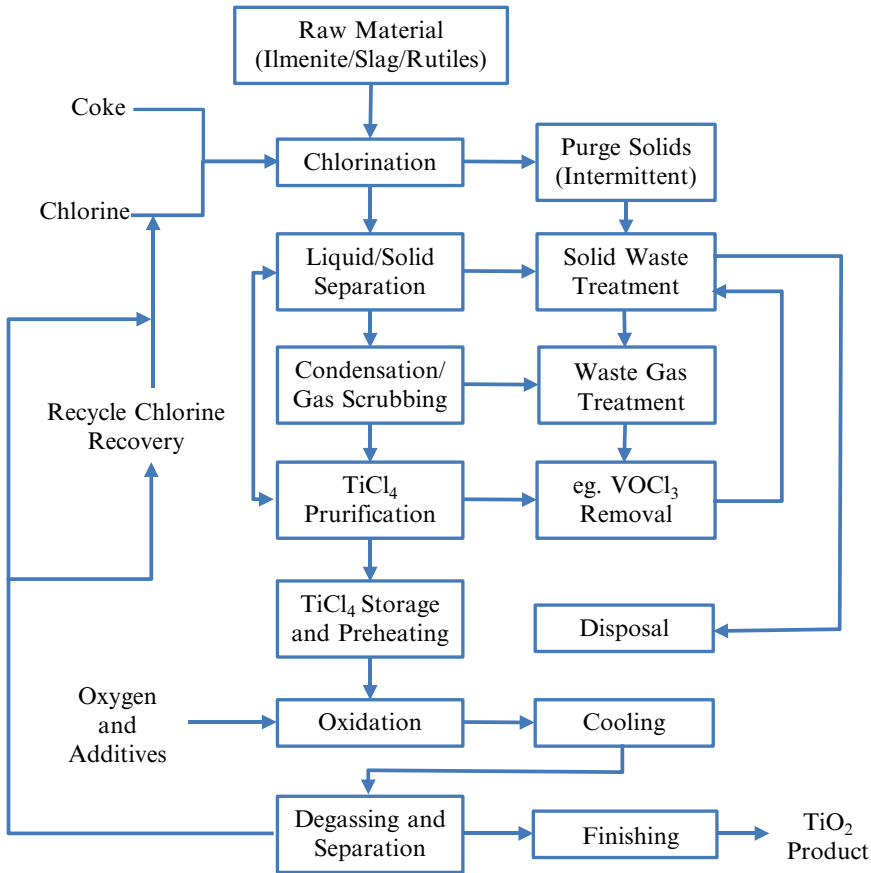 Raw Material
(Ilmenite/Slag/Rutiles)
Coke
Chlorination
Purge Solids
(Intermittent)
Chlorine
Liquid/Solid
Separation
Solid Waste
Treatment
Condensation/
Gas Scrubbing
Waste Gas
Treatment
Recycle Chlorine
Recovery
TiCl₄
Prurification
eg. VOCl₃
Removal
TiCl₄ Storage
and Preheating
Disposal
Oxygen
and
Additives
Oxidation
Cooling
Degassing and
Separation
Finishing
TiO₂
Product